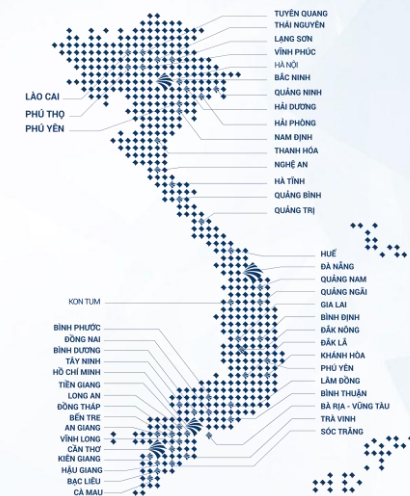 TUYÊN QUANG
THÁI NGUYÊN
LẠNG SƠN
VĨNH PHÚC
HÀ NỘI
BẮC NINH
QUẢNG NINH
HẢI DƯƠNG
HẢI PHÒNG
NAM ĐỊNH
THANH HÓA
NGHỆ AN
HÀ TĨNH
QUẢNG BÌNH
QUẢNG TRỊ
LÀO CAI
PHÚ THỌ
PHÚ YÊN
HUẾ
ĐÀ NẴNG
QUẢNG NAM
QUẢNG NGÃI
GIA LAI
BÌNH ĐỊNH
ĐẮK NÔNG
ĐẮK LĂ
KHÁNH HÒA
PHÚ YÊN
LÂM ĐỒNG
BÌNH THUẬN
BÀ RỊA - VŨNG TÀU
TRÀ VINH
SÓC TRĂNG
KON TUM
BÌNH PHƯỚC
ĐỒNG NAI
BÌNH DƯƠNG
TÂY NINH
HỒ CHÍ MINH
TIỀN GIANG
LONG AN
ĐỒNG THÁP
BẾN TRE
AN GIANG
VĨNH LONG
CẦN THƠ
KIÊN GIANG
HẬU GIANG
BẠC LIÊU
CÀ MAU